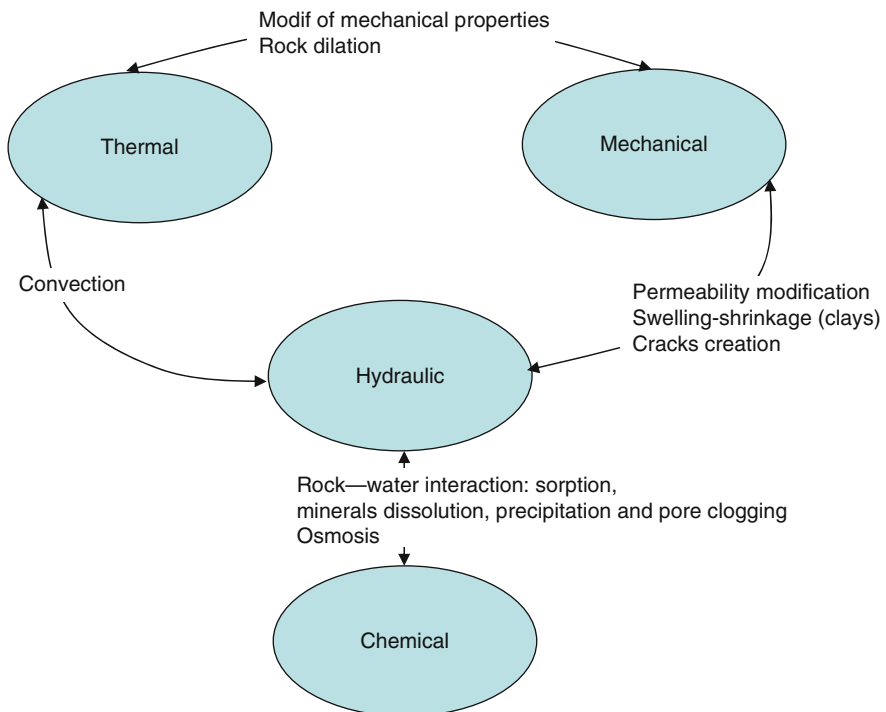 Modif of mechanical properties
Rock dilation
Thermal
Mechanical
Convection
Permeability modification
Swelling-shrinkage (clays)
Cracks creation
Hydraulic
Rock—water interaction: sorption,
minerals dissolution, precipitation and pore clogging
Osmosis
Chemical